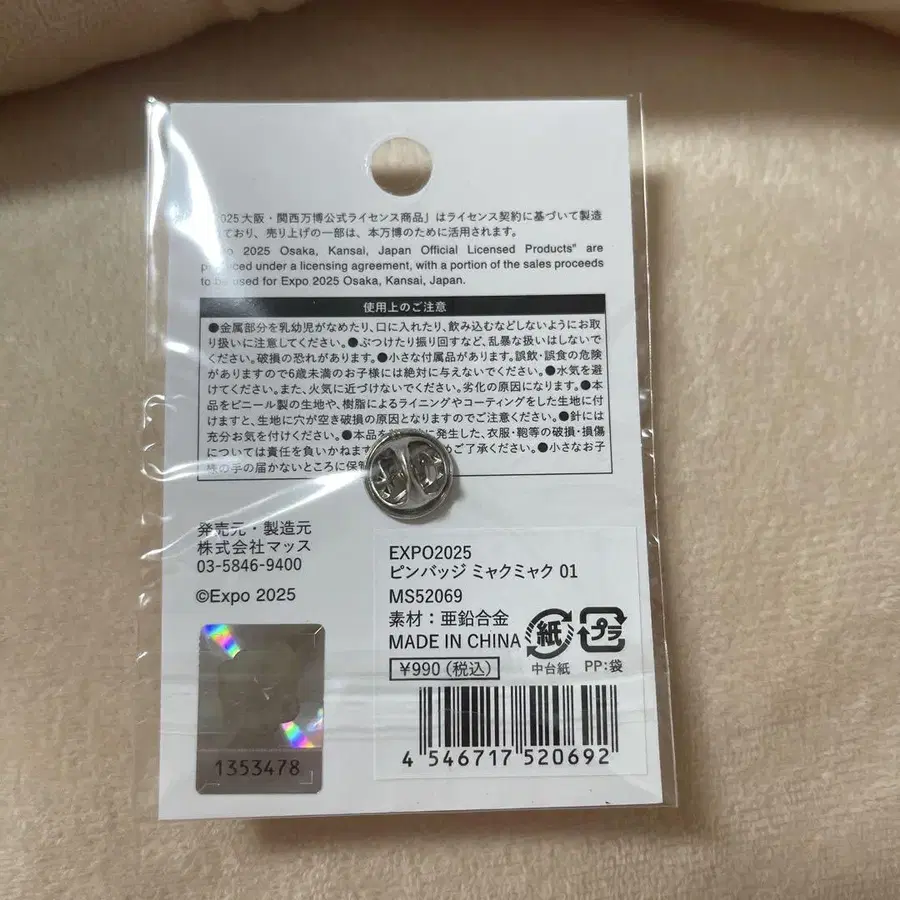 025大阪・関西万博公式ライセンス商品」はライセンス契約に基づいて製造
ており、売り上げの一部は、本万博のために活用されます。
2025 Osaka, Kansai, Japan Official Licensed Products" are
under a licensing agreement, with a portion of the sales proceeds
to be used for Expo 2025 Osaka, Kansai, Japan.
使用上のご注意
●金属部分を乳幼児がなめたり、口に入れたり、飲み込むなどしないようにお取
り扱いに注意してください。●ぶつけたり振り回すなど、乱暴な扱いはしないで
ください。破損の恐れがあります。●小さな付属品があります。誤飲・誤食の危険
がありますので6歳未満のお子様には絶対に与えないでください。●水気を避
けてください。また、火気に近づけないでください。劣化の原因になります。●本
品をビニール製の生地や、樹脂によるライニングやコーティングをした生地に付
けますと、生地に穴が空き破損の原因となりますのでご注意ください。●針には
充分お気を付けください。●本品を に発生した、衣服・鞄等の破損・損傷
については責任を負いかねます めご了承ください。●小さなお子
様の手の届かないところに保
発売元・製造元
株式会社マッス
03-5846-9400
©Expo 2025
1353478
EXPO2025
ピンバッジ ミャクミャク 01
MS52069
素材：亜鉛合金
MADE IN CHINA
¥990(税込)
紙
プラ
中台紙 PP:袋
4 546717 520692